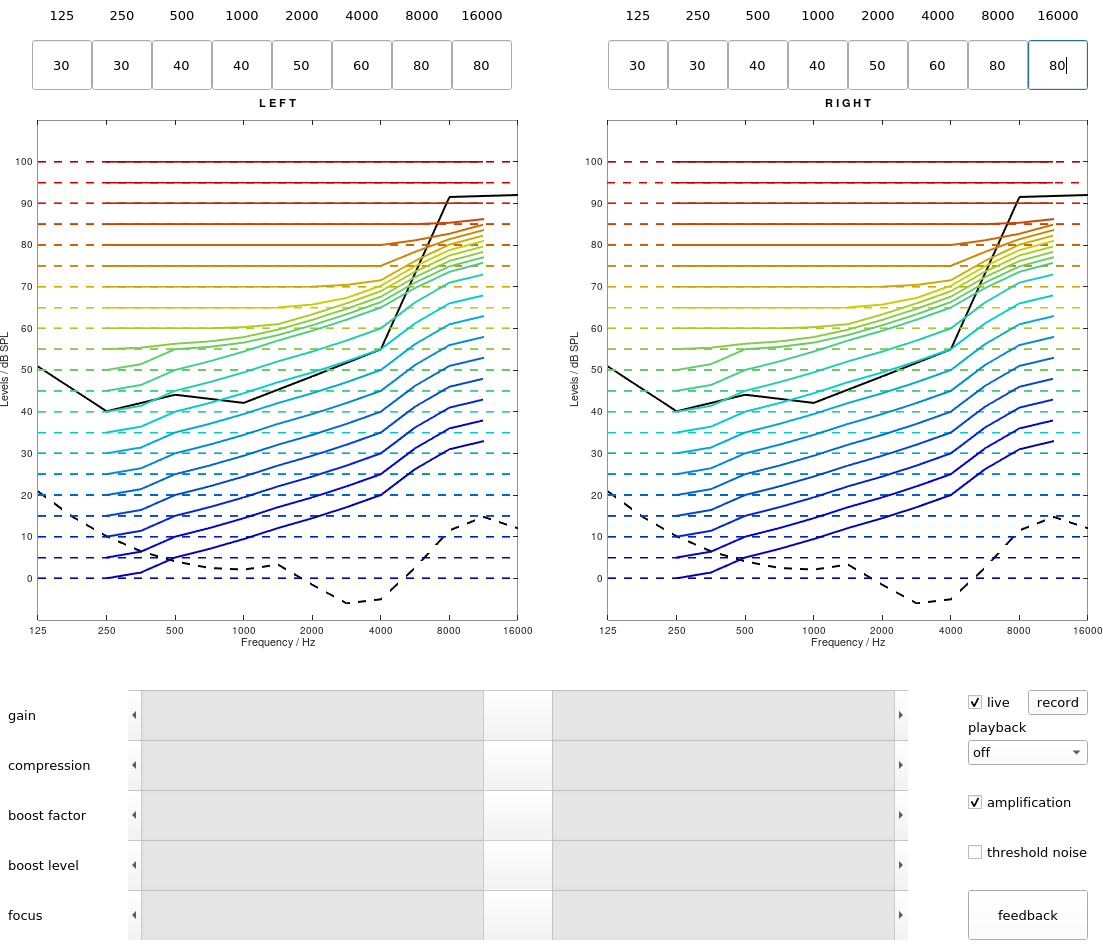 125 250 500 1000 2000 4000 8000 16000 125 250 500 1000 2000 4000 8000 16000
30 30 40 40 50 60 80 80 30 30 40 40 50 60 80 80
LEFT RIGHT
100 100
90 90
80 80
70 70
60 60
50 50
40 40
30 30
20 20
10 10
0 0
Levels / dB SPL Levels / dB SPL
125 250 500 1000 2000 4000 8000 16000 125 250 500 1000 2000 4000 8000 16000
Frequency / Hz Frequency / Hz
gain
compression
boost factor
boost level
focus
live record
playback
off
amplification
threshold noise
feedback